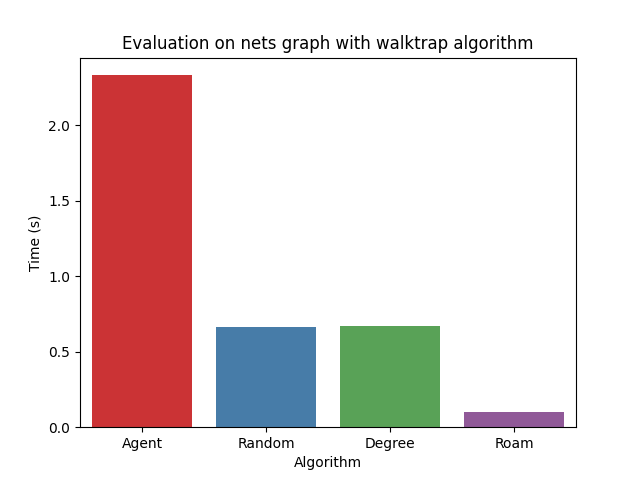 Evaluation on nets graph with walktrap algorithm
2.0
1.5
1.0
0.5
0.0
Time (s)
Agent Random Degree Roam
Algorithm